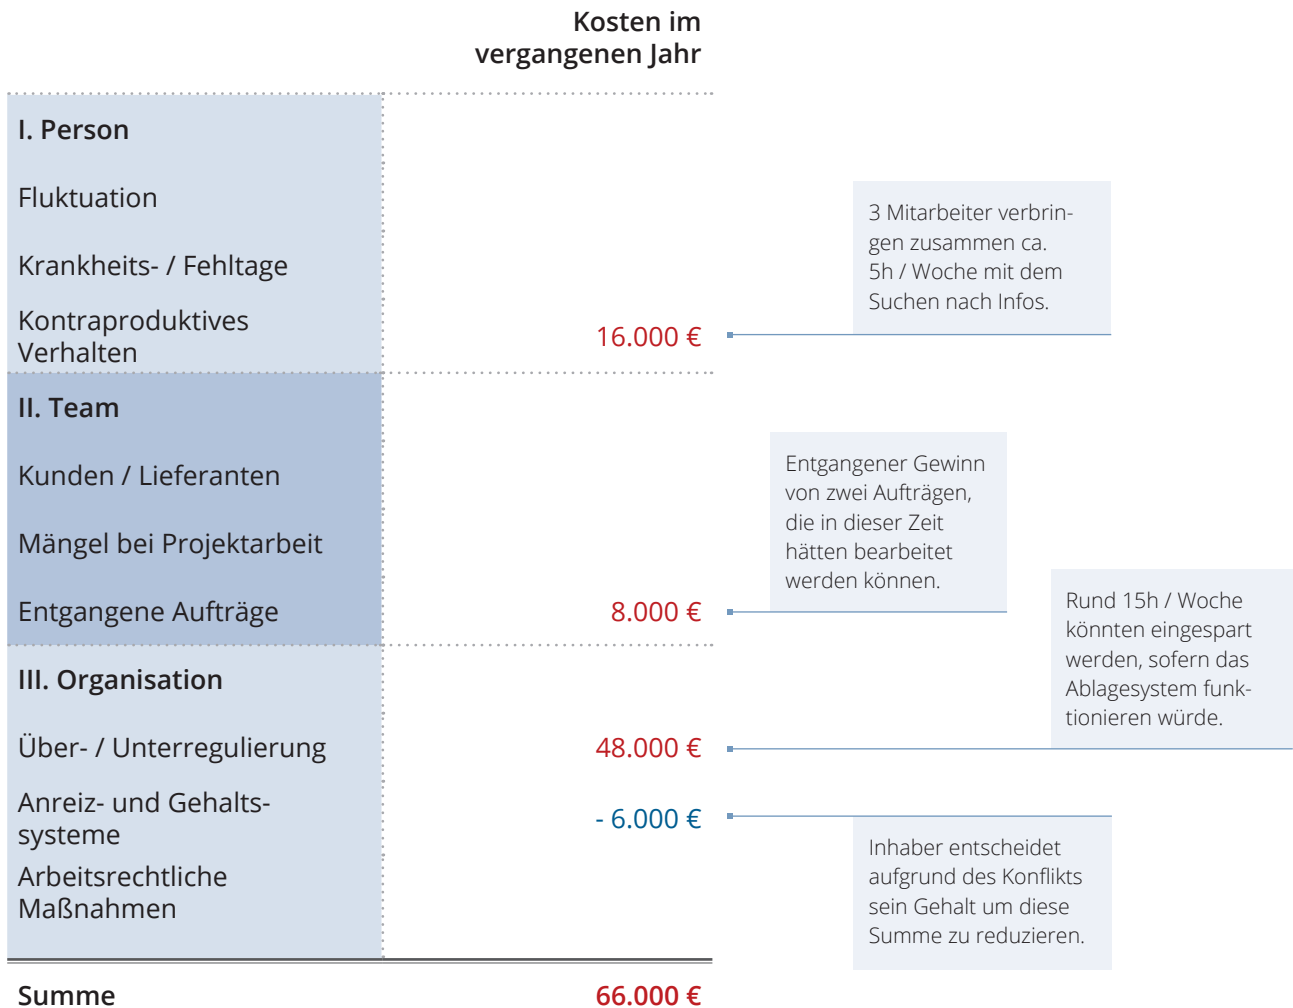 Kosten im
vergangenen Jahr
I. Person
Fluktuation
Krankheits- / Fehltage
Kontraproduktives
Verhalten
16.000 €
3 Mitarbeiter verbrin-
gen zusammen ca.
5h / Woche mit dem
Suchen nach Infos.
II. Team
Kunden / Lieferanten
Mängel bei Projektarbeit
Entgangene Aufträge
8.000 €
Entgangener Gewinn
von zwei Aufträgen,
die in dieser Zeit
hätten bearbeitet
werden können.
III. Organisation
Über- / Unterregulierung
48.000 €
Rund 15h / Woche
könnten eingespart
werden, sofern das
Ablagesystem funk-
tionieren würde.
Anreiz- und Gehalts-
systeme
- 6.000 €
Inhaber entscheidet
aufgrund des Konflikts
sein Gehalt um diese
Summe zu reduzieren.
Arbeitsrechtliche
Maßnahmen
Summe
66.000 €